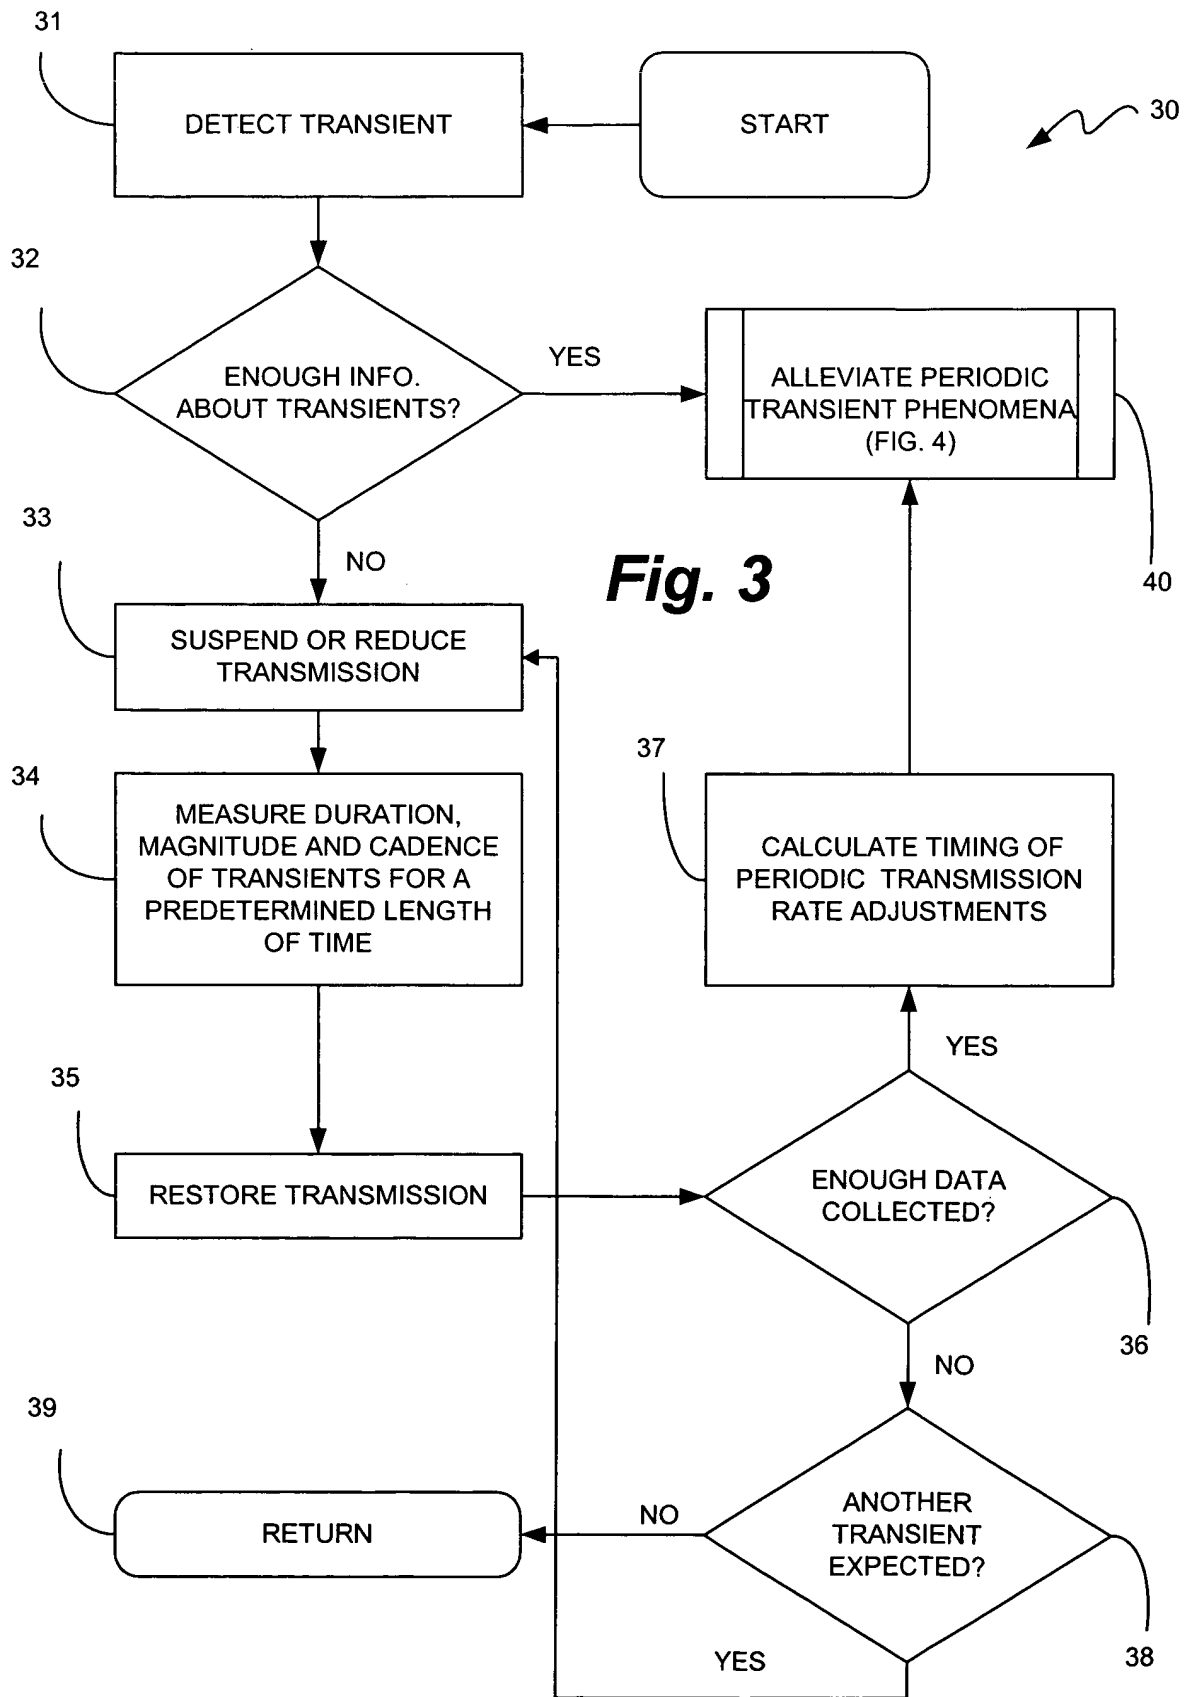 31
DETECT TRANSIENT
START
30
32
ENOUGH INFO.
ABOUT TRANSIENTS?
YES
ALLEVIATE PERIODIC
TRANSIENT PHENOMENA
(FIG. 4)
40
33
NO
Fig. 3
SUSPEND OR REDUCE
TRANSMISSION
34
MEASURE DURATION,
MAGNITUDE AND CADENCE
OF TRANSIENTS FOR A
PREDETERMINED LENGTH
OF TIME
37
CALCULATE TIMING OF
PERIODIC TRANSMISSION
RATE ADJUSTMENTS
YES
35
RESTORE TRANSMISSION
ENOUGH DATA
COLLECTED?
36
NO
39
RETURN
NO
ANOTHER
TRANSIENT
EXPECTED?
38
YES